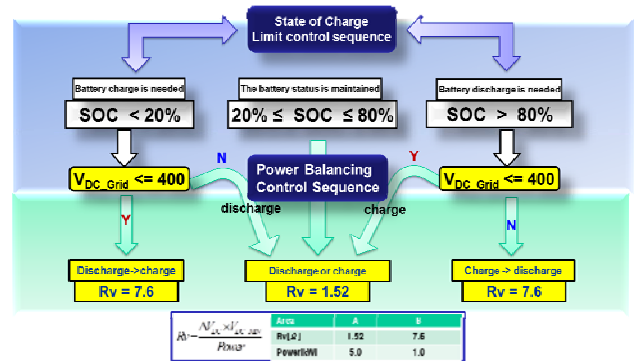 State of Charge
Limit control sequence
Battery charge is needed
The battery status is maintained
Battery discharge is needed
SOC < 20%
20% ≤ SOC ≤ 80%
SOC > 80%
N
Power Balancing
Control Sequence
Y
V_DC_Grid <= 400
V_DC_Grid <= 400
discharge
charge
Y
N
Discharge->charge
Discharge or charge
Charge -> discharge
Rv = 7.6
Rv = 1.52
Rv = 7.6
Area A B
Rv[Ω] 1.52 7.6
Power[kW] 5.0 1.0
Power